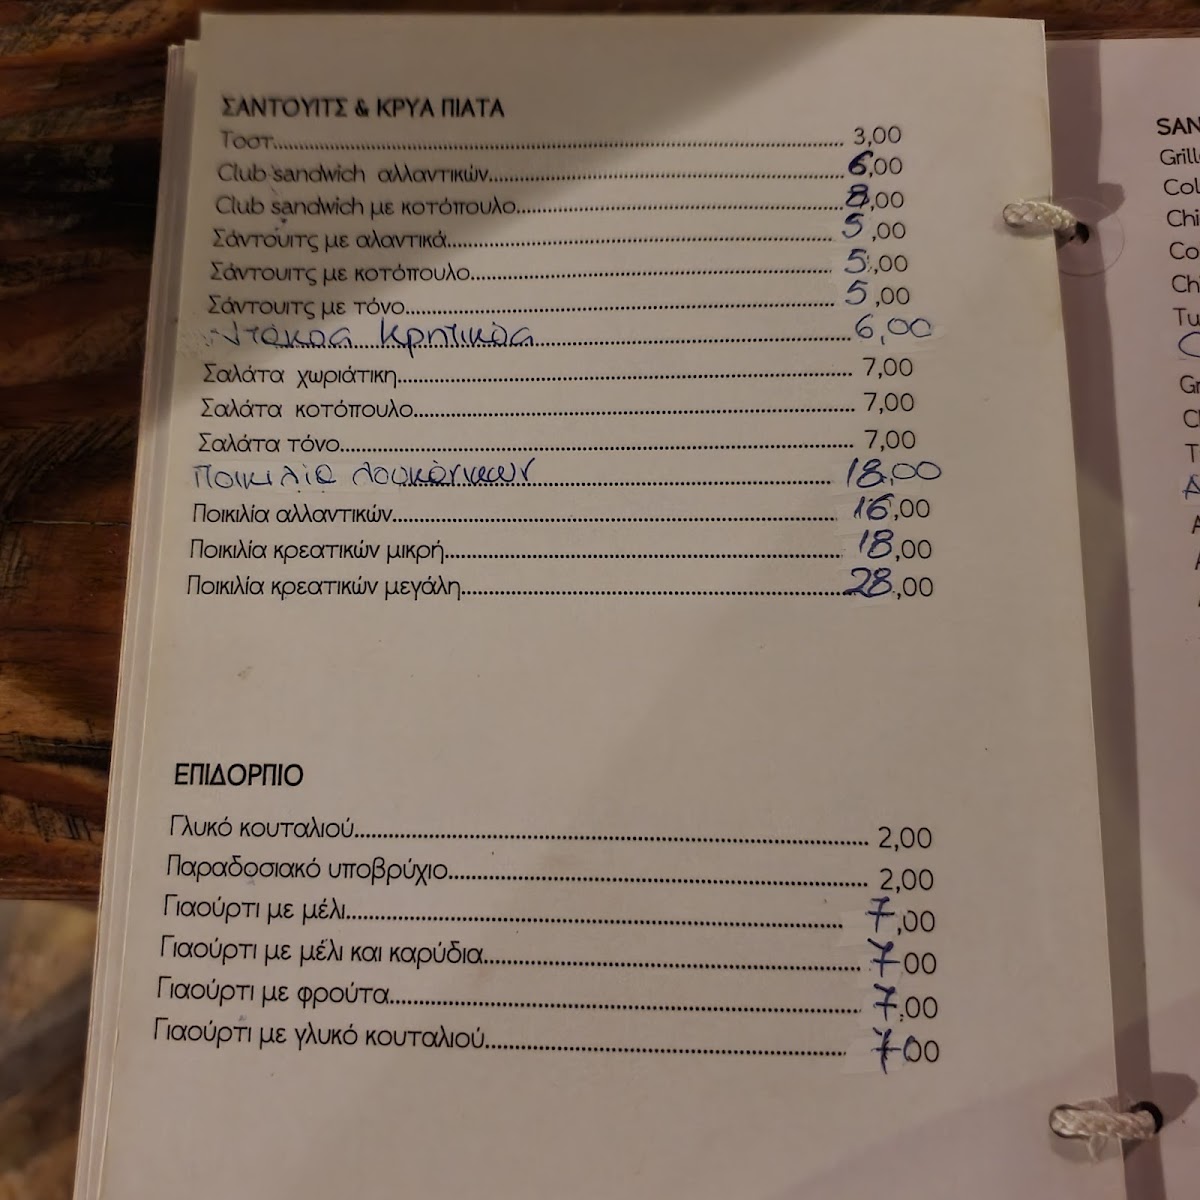 ΣΑΝΤΟΥΙΤΣ & ΚΡΥΑ ΠΙΑΤΑ
Τοστ........................ 3,00
Club sandwich αλλαντικών........................ 6,00
Club sandwich με κοτόπουλο........................ 8,00
Σάντουιτς με αλαντικά........................ 5,00
Σάντουιτς με κοτόπουλο........................ 5,00
Σάντουιτς με τόνο........................ 5,00
Ντάκοσ Κρητικόσ........................ 6,00
Σαλάτα χωριάτικη........................ 7,00
Σαλάτα κοτόπουλο........................ 7,00
Σαλάτα τόνο........................ 7,00
Ποικιλία λουκάνικων........................ 18,00
Ποικιλία αλλαντικών........................ 16,00
Ποικιλία κρεατικών μικρή........................ 18,00
Ποικιλία κρεατικών μεγάλη........................ 28,00
ΕΠΙΔΟΡΠΙΟ
Γλυκό κουταλιού........................ 2,00
Παραδοσιακό υποβρύχιο........................ 2,00
Γιαούρτι με μέλι........................ 7,00
Γιαούρτι με μέλι και καρύδια........................ 7,00
Γιαούρτι με φρούτα........................ 7,00
Γιαούρτι με γλυκό κουταλιού........................ 7,00